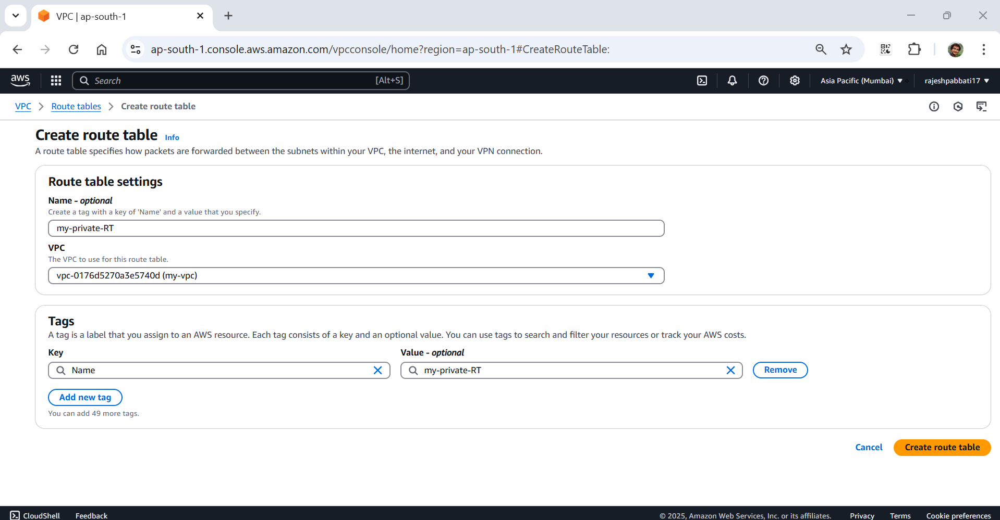 VPC | ap-south-1
ap-south-1.console.aws.amazon.com/vpcconsole/home?region=ap-south-1#CreateRouteTable:
aws Search [Alt+S] Asia Pacific (Mumbai) rajeshpabbati17
VPC Route tables Create route table
Create route table Info
A route table specifies how packets are forwarded between the subnets within your VPC, the internet, and your VPN connection.
Route table settings
Name - optional
Create a tag with a key of 'Name' and a value that you specify.
my-private-RT
VPC
The VPC to use for this route table.
vpc-0176d5270a3e5740d (my-vpc)
Tags
A tag is a label that you assign to an AWS resource. Each tag consists of a key and an optional value. You can use tags to search and filter your resources or track your AWS costs.
Key Value - optional
Name my-private-RT Remove
Add new tag
You can add 49 more tags.
Cancel Create route table
CloudShell Feedback © 2025, Amazon Web Services, Inc. or its affiliates. Privacy Terms Cookie preferences